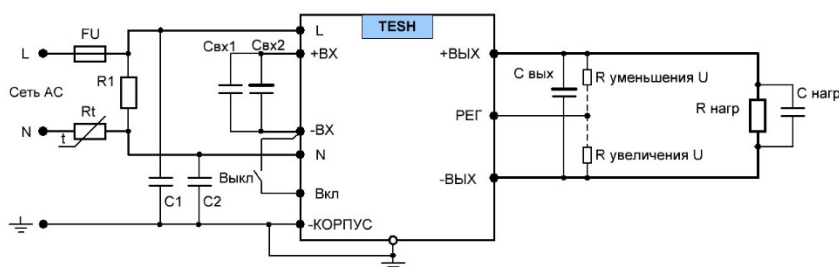 TESH
L
FU
L
Свх1
Свх2
+ВХ
+ВЫХ
R1
С вых
R уменьшения U
С нагр
Сеть АС
R нагр
Rt
РЕГ
t
N
-ВХ
N
R увеличения U
Выкл
-ВЫХ
Вкл
C1
C2
-КОРПУС